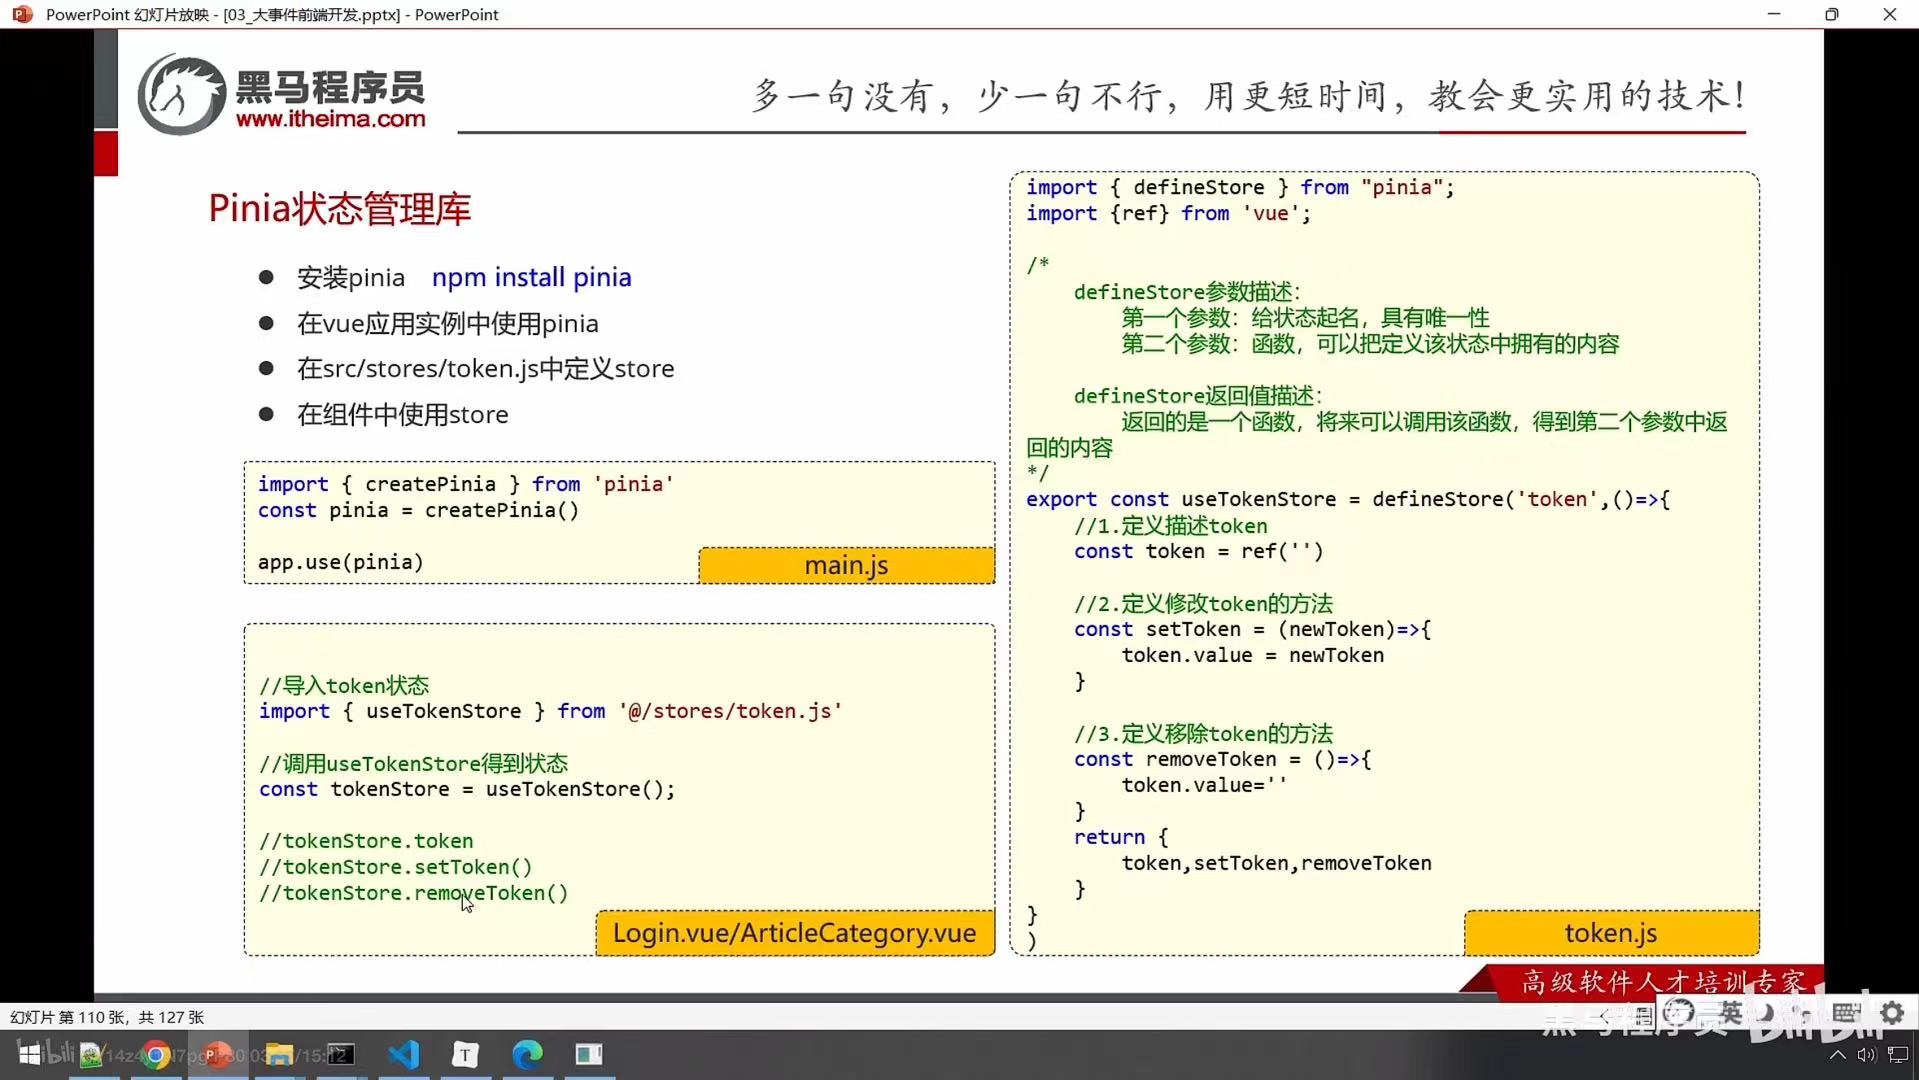 PowerPoint 幻灯片放映 - [03_大事件前端开发.pptx] - PowerPoint
黑马程序员
www.itheima.com
多一句没有，少一句不行，用更短时间，教会更实用的技术！
Pinia状态管理库
安装pinia npm install pinia
在vue应用实例中使用pinia
在src/stores/token.js中定义store
在组件中使用store
import { createPinia } from 'pinia'
const pinia = createPinia()
app.use(pinia)
main.js
//导入token状态
import { useTokenStore } from '@/stores/token.js'
//调用useTokenStore得到状态
const tokenStore = useTokenStore();
//tokenStore.token
//tokenStore.setToken()
//tokenStore.removeToken()
Login.vue/ArticleCategory.vue
import { defineStore } from "pinia";
import {ref} from 'vue';
/*
defineStore参数描述：
第一个参数：给状态起名，具有唯一性
第二个参数：函数，可以把定义该状态中拥有的内容
defineStore返回值描述：
返回的是一个函数，将来可以调用该函数，得到第二个参数中返
回的内容
*/
export const useTokenStore = defineStore('token',()=>{
//1.定义描述token
const token = ref('')
//2.定义修改token的方法
const setToken = (newToken)=>{
token.value = newToken
}
//3.定义移除token的方法
const removeToken = ()=>{
token.value=''
}
return {
token,setToken,removeToken
}
}
)
token.js
高级软件人才培训专家
黑马程序员
bilibili
英
幻灯片 第 110 张，共 127 张